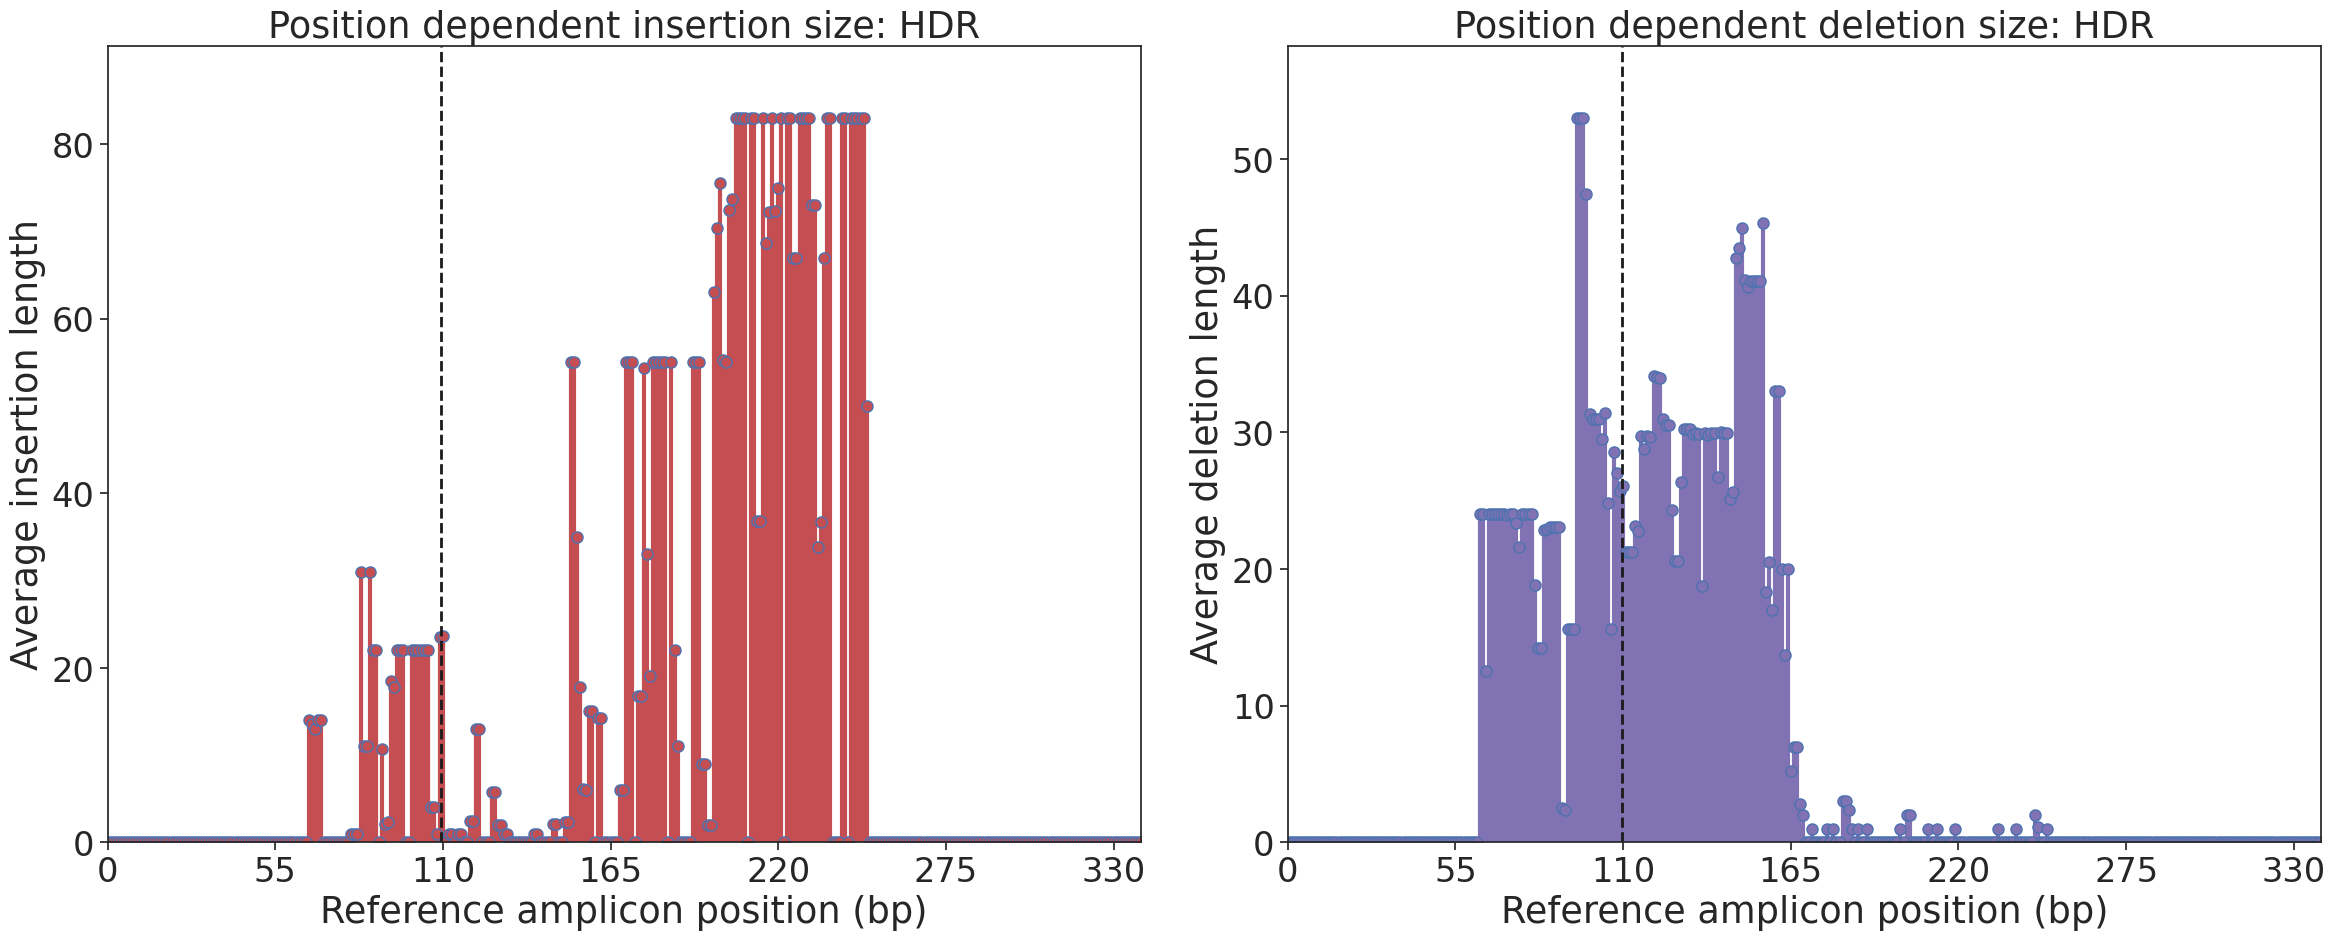 Position dependent insertion size: HDR
Average insertion length
80
60
40
20
0
0 55 110 165 220 275 330
Reference amplicon position (bp)
Position dependent deletion size: HDR
Average deletion length
50
40
30
20
10
0
0 55 110 165 220 275 330
Reference amplicon position (bp)